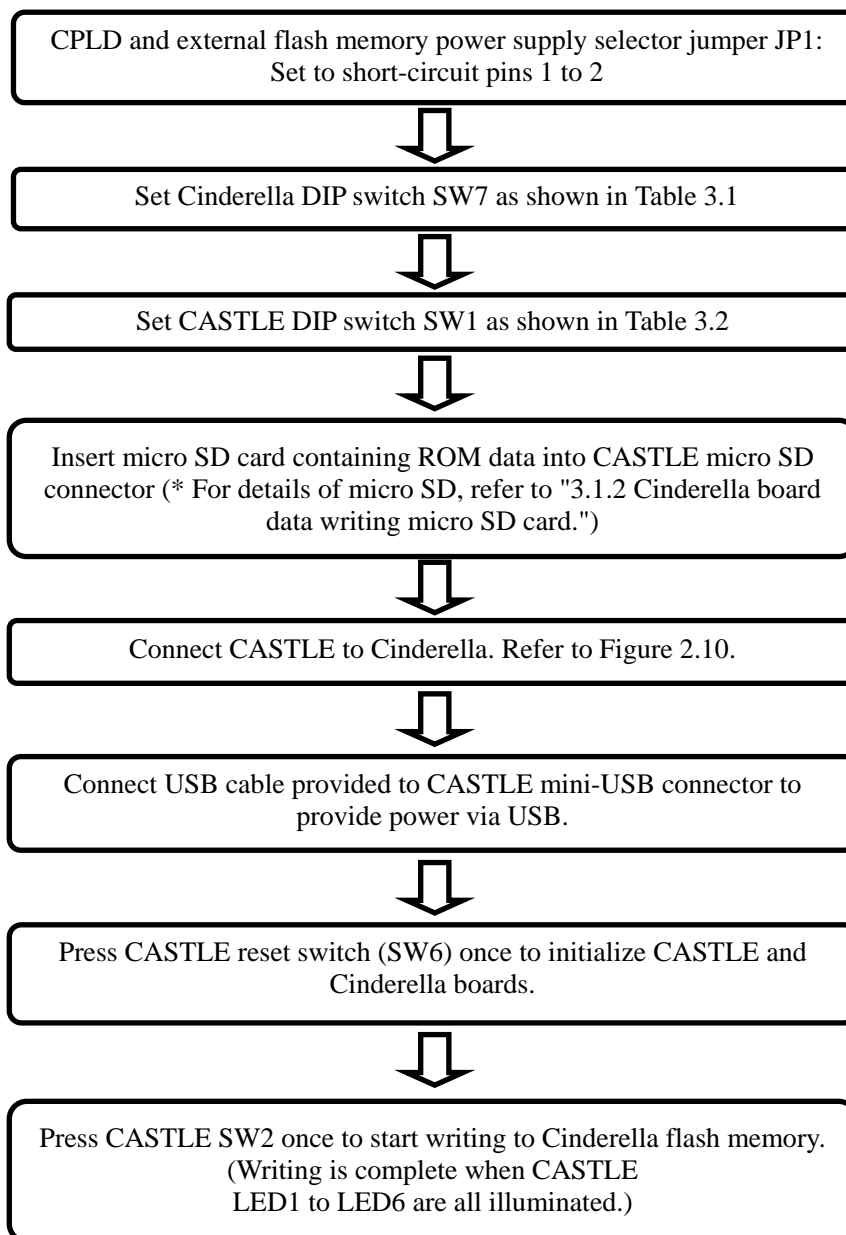 CPLD and external flash memory power supply selector jumper JP1:
Set to short-circuit pins 1 to 2
Set Cinderella DIP switch SW7 as shown in Table 3.1
Set CASTLE DIP switch SW1 as shown in Table 3.2
Insert micro SD card containing ROM data into CASTLE micro SD
connector (* For details of micro SD, refer to "3.1.2 Cinderella board
data writing micro SD card.")
Connect CASTLE to Cinderella. Refer to Figure 2.10.
Connect USB cable provided to CASTLE mini-USB connector to
provide power via USB.
Press CASTLE reset switch (SW6) once to initialize CASTLE and
Cinderella boards.
Press CASTLE SW2 once to start writing to Cinderella flash memory.
(Writing is complete when CASTLE
LED1 to LED6 are all illuminated.)